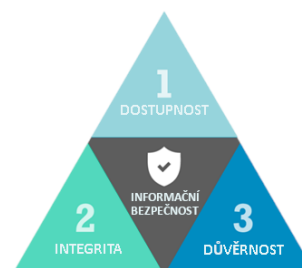 1
DOSTUPNOST
INFORMAČNÍ
BEZPEČNOST
2
INTEGRITA
3
DŮVĚRNOST